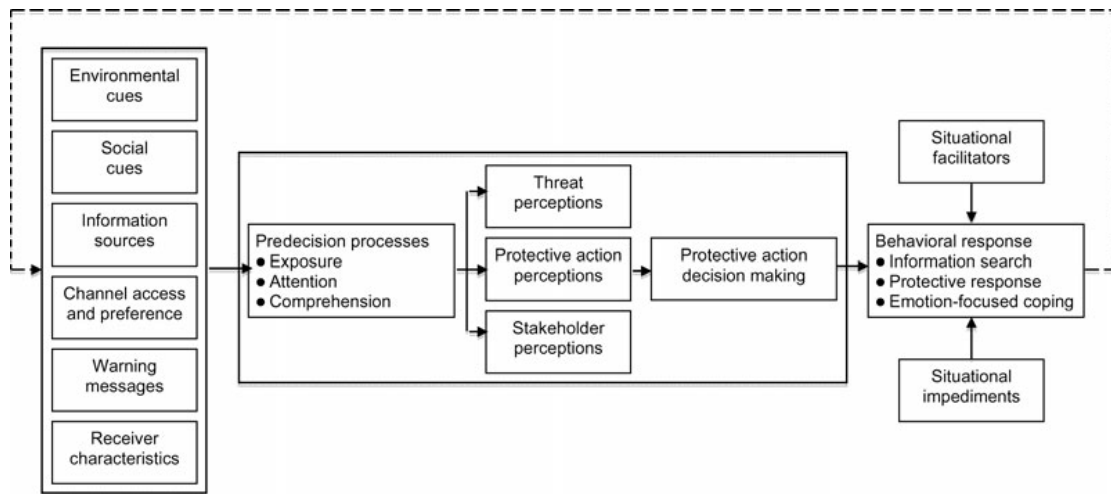 Environmental
cues
Social
cues
Information
sources
Channel access
and preference
Warning
messages
Receiver
characteristics
Predecision processes
● Exposure
● Attention
● Comprehension
Threat
perceptions
Protective action
perceptions
Stakeholder
perceptions
Protective action
decision making
Situational
facilitators
Behavioral response
● Information search
● Protective response
● Emotion-focused coping
Situational
impediments